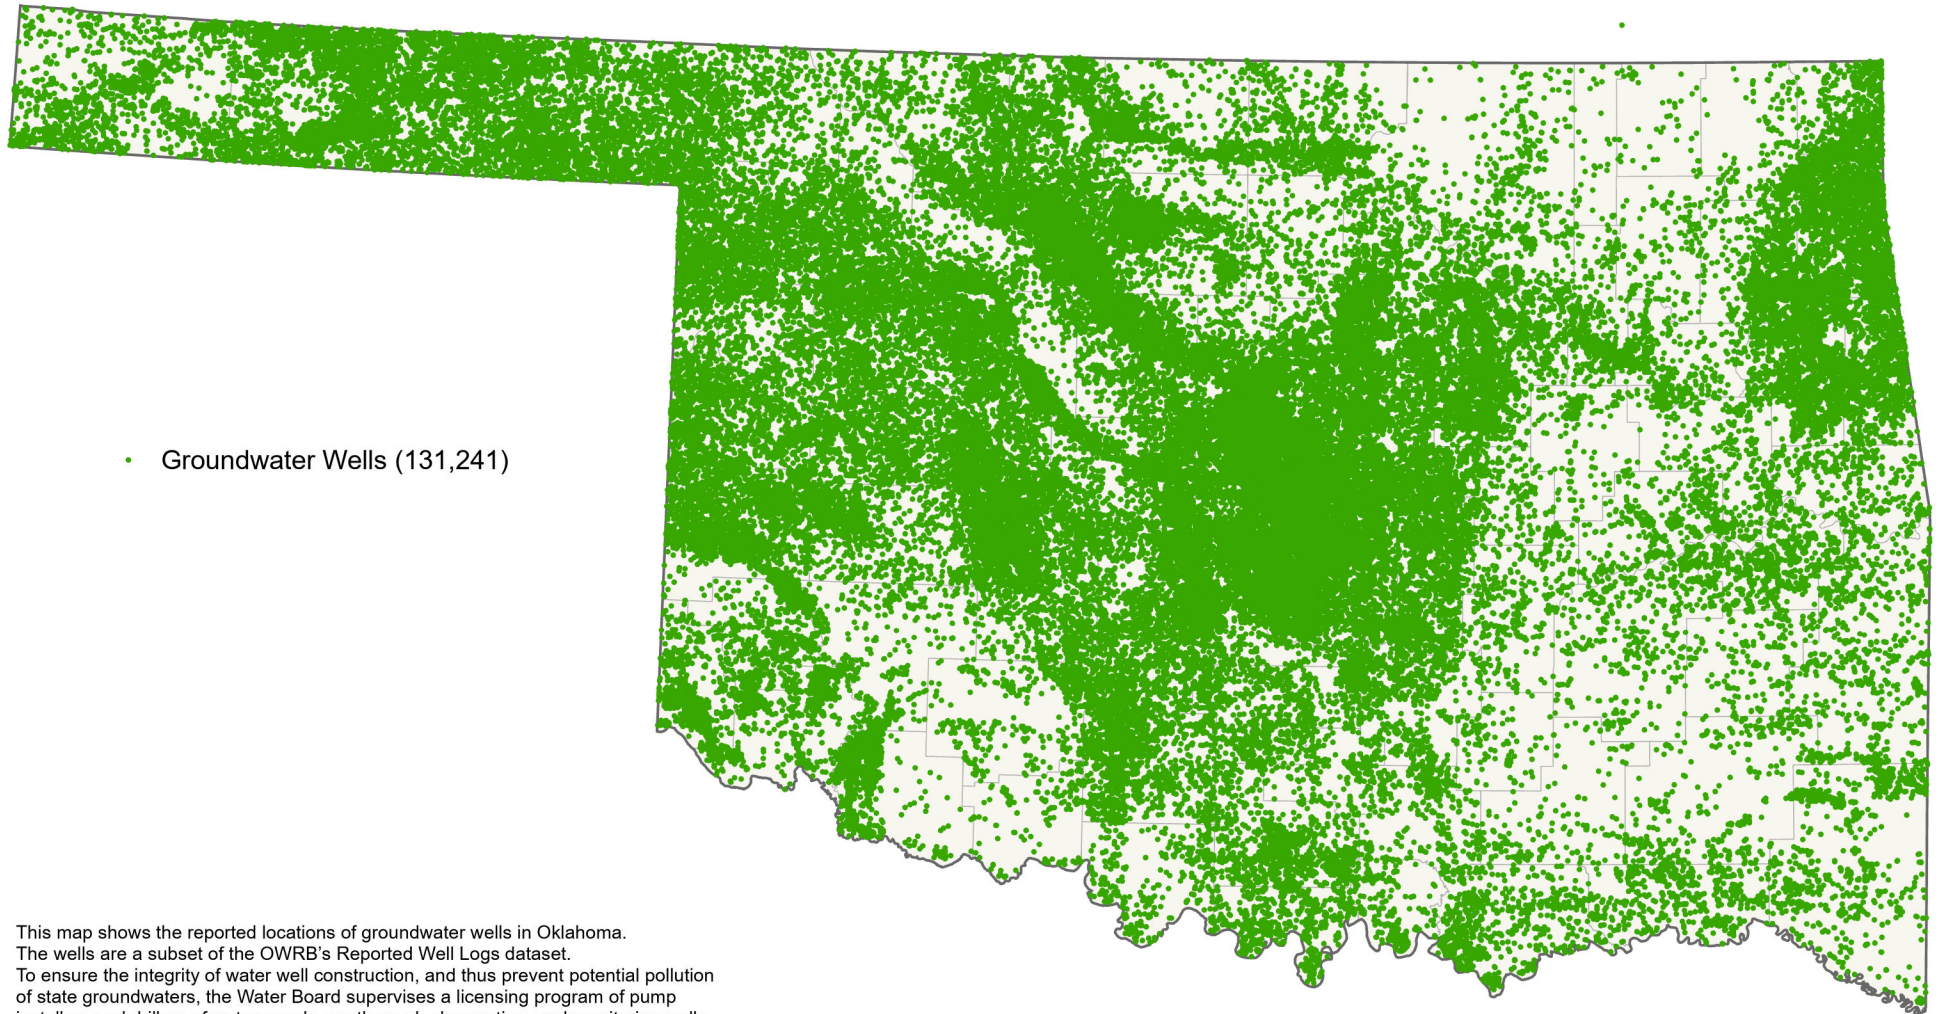 Groundwater Wells (131,241)
This map shows the reported locations of groundwater wells in Oklahoma.
The wells are a subset of the OWRB's Reported Well Logs dataset.
To ensure the integrity of water well construction, and thus prevent potential pollution
of state groundwaters, the Water Board supervises a licensing program of pump